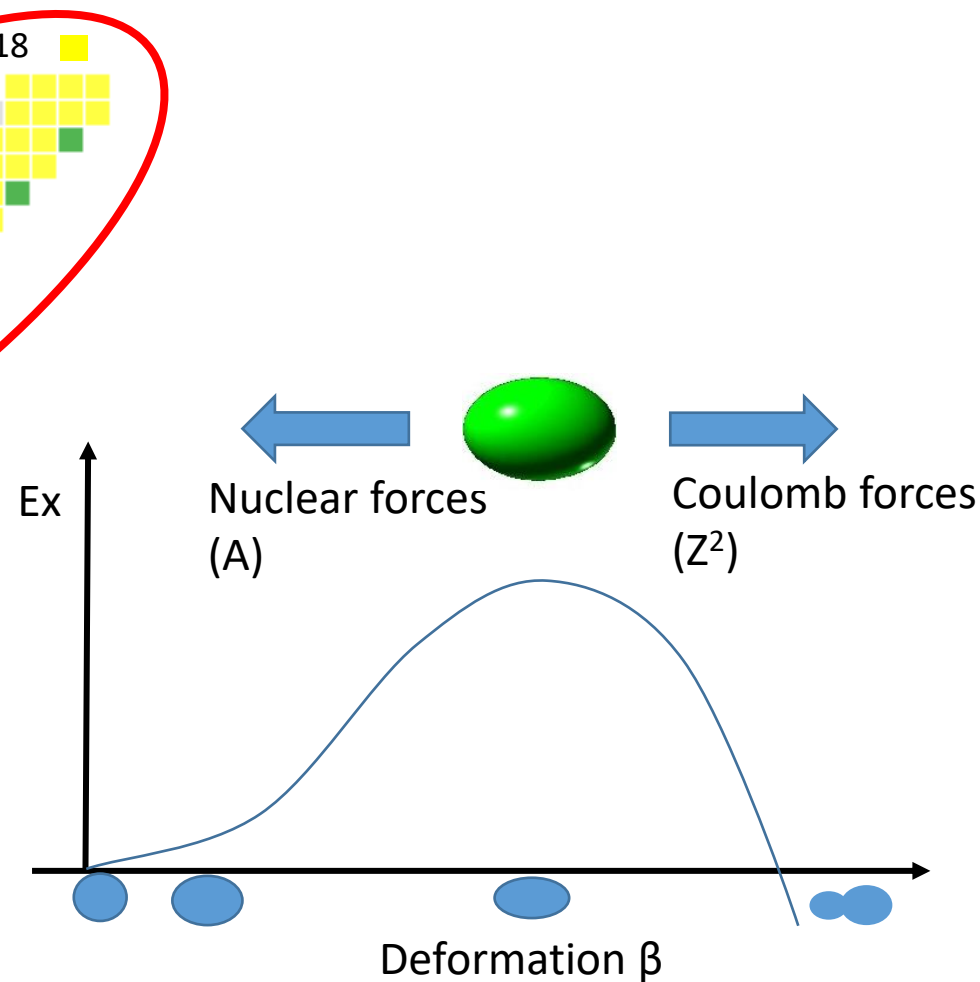 18
Ex
Nuclear forces
(A)
Coulomb forces
(Z²)
Deformation β